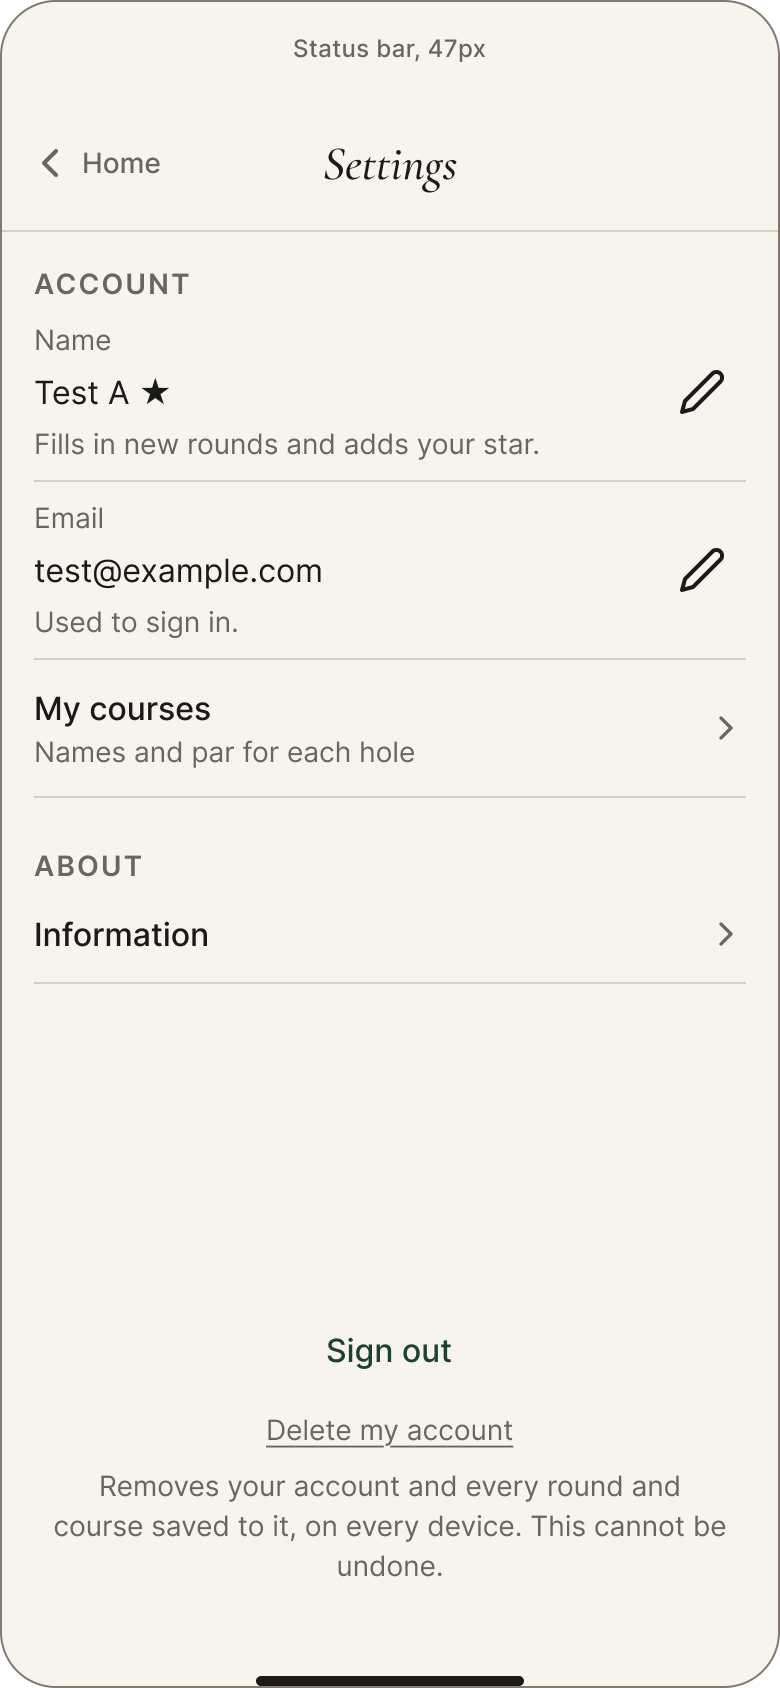 Status bar, 47px
Home
Settings
ACCOUNT
Name
Test A ★
Fills in new rounds and adds your star.
Email
test@example.com
Used to sign in.
My courses
Names and par for each hole
ABOUT
Information
Sign out
Delete my account
Removes your account and every round and
course saved to it, on every device. This cannot be
undone.